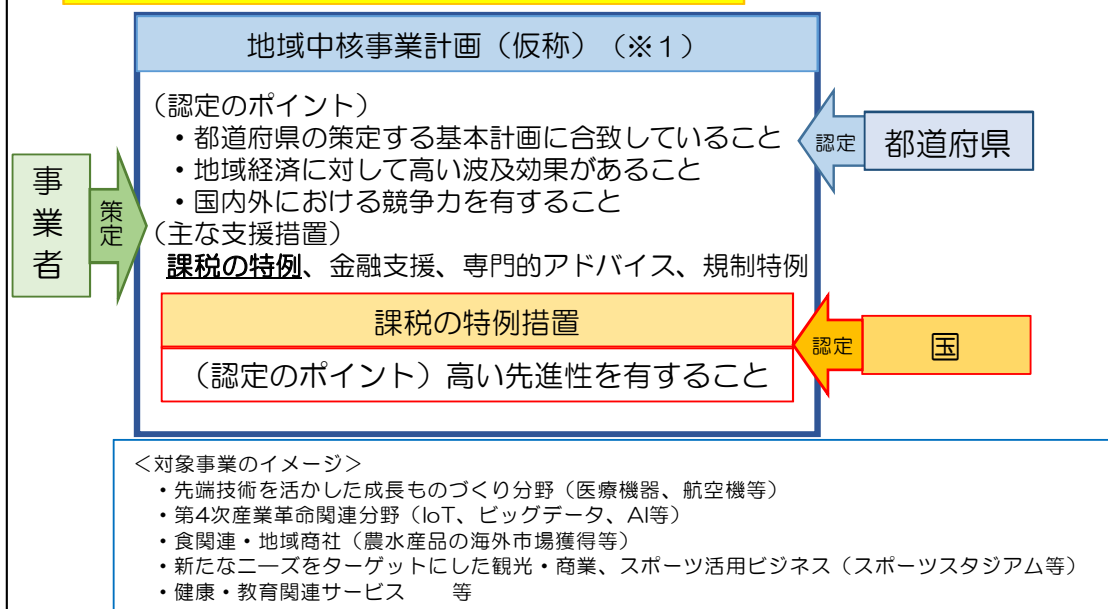 地域中核事業計画（仮称）（※１）
（認定のポイント）
・都道府県の策定する基本計画に合致していること
・地域経済に対して高い波及効果があること
・国内外における競争力を有すること
（主な支援措置）
課税の特例、金融支援、専門的アドバイス、規制特例
事業者
策定
認定
都道府県
課税の特例措置
（認定のポイント）高い先進性を有すること
認定
国
＜対象事業のイメージ＞
・先端技術を活かした成長ものづくり分野（医療機器、航空機等）
・第4次産業革命関連分野（IoT、ビッグデータ、AI等）
・食関連・地域商社（農水産品の海外市場獲得等）
・新たなニーズをターゲットにした観光・商業、スポーツ活用ビジネス（スポーツスタジアム等）
・健康・教育関連サービス　　等